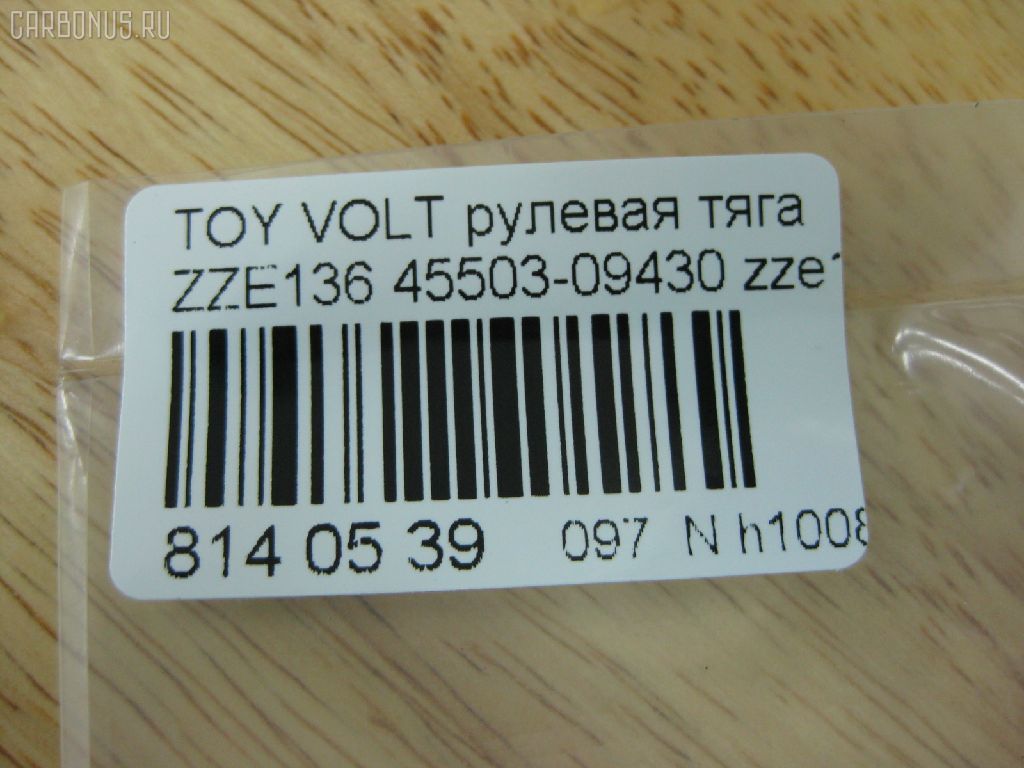 CARBONUS.RU
TOY VOLT рулевая тяга
ZZE136 45503-09430 zze1
814 05 39 097 N h1008